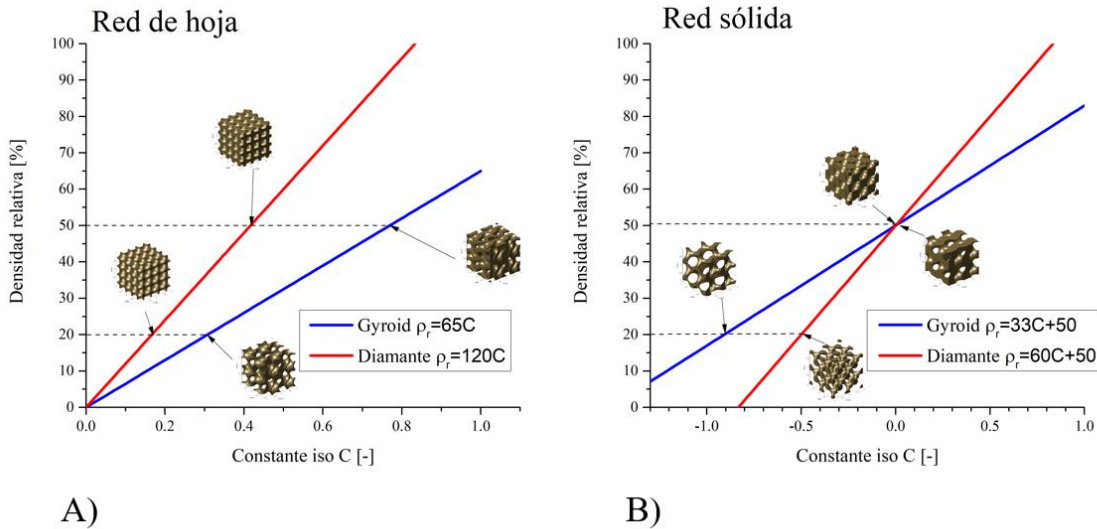 Red de hoja
Densidad relativa [%]
100
90
80
70
60
50
40
30
20
10
0
0.0
0.2
0.4
0.6
0.8
1.0
Constante iso C [-]
Gyroid ρr=65C
Diamante ρr=120C
A)
Red sólida
Densidad relativa [%]
100
90
80
70
60
50
40
30
20
10
0
-1.0
-0.5
0.0
0.5
1.0
Constante iso C [-]
Gyroid ρr=33C+50
Diamante ρr=60C+50
B)